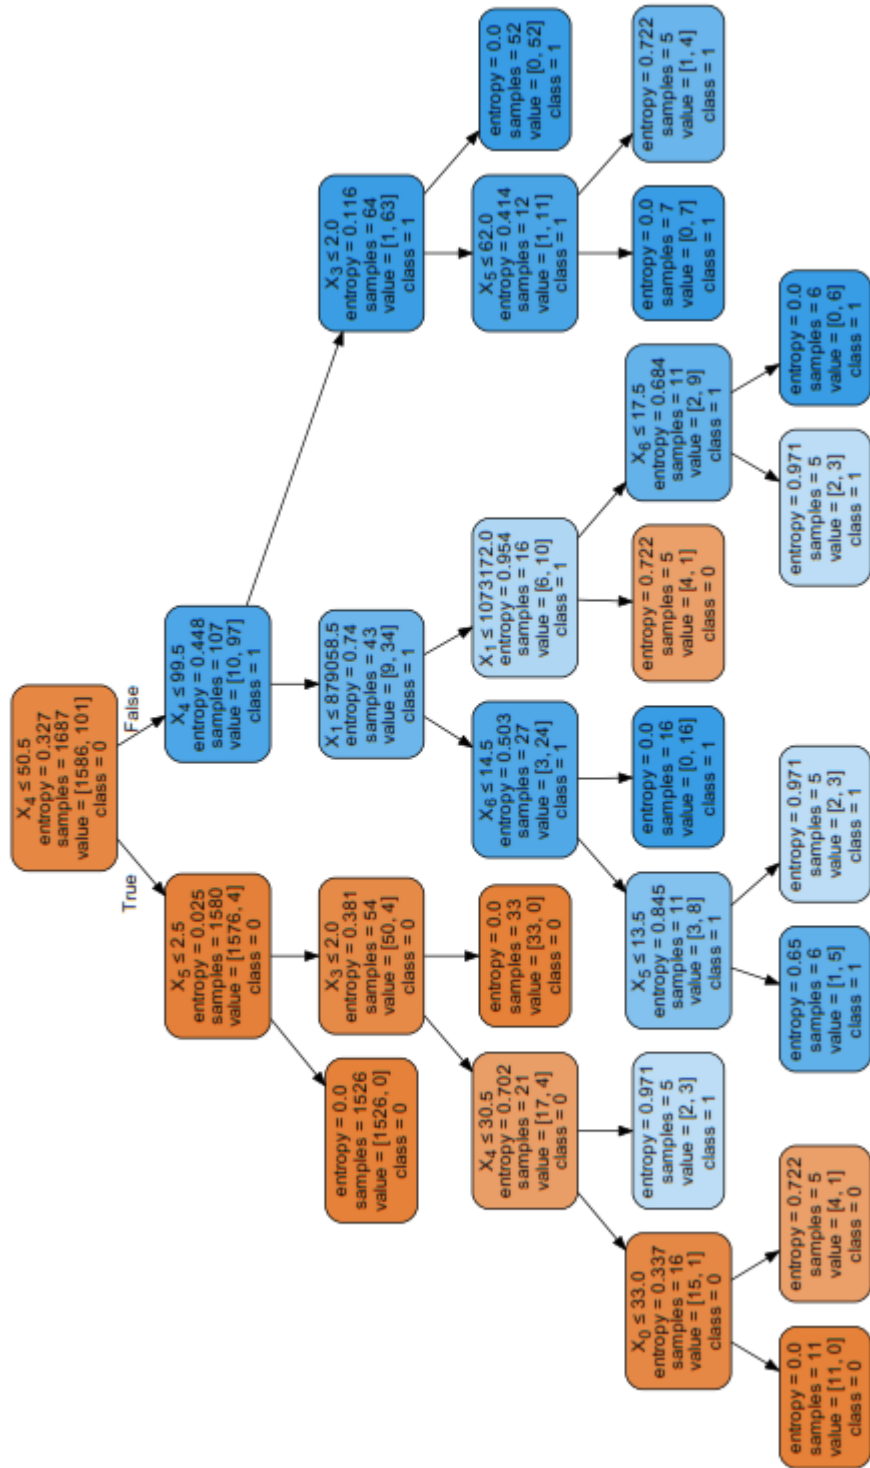 X₄ ≤ 50.5
entropy = 0.327
samples = 1687
value = [1586, 101]
class = 0
True
False
X₅ ≤ 2.5
entropy = 0.025
samples = 1580
value = [1576, 4]
class = 0
X₄ ≤ 99.5
entropy = 0.448
samples = 107
value = [10, 97]
class = 1
entropy = 0.0
samples = 1526
value = [1526, 0]
class = 0
X₃ ≤ 2.0
entropy = 0.381
samples = 54
value = [50, 4]
class = 0
X₁ ≤ 879058.5
entropy = 0.74
samples = 43
value = [9, 34]
class = 1
X₃ ≤ 2.0
entropy = 0.116
samples = 64
value = [1, 63]
class = 1
X₄ ≤ 30.5
entropy = 0.702
samples = 21
value = [17, 4]
class = 0
entropy = 0.0
samples = 33
value = [33, 0]
class = 0
X₆ ≤ 14.5
entropy = 0.503
samples = 27
value = [3, 24]
class = 1
X₁ ≤ 1073172.0
entropy = 0.954
samples = 16
value = [6, 10]
class = 1
X₅ ≤ 62.0
entropy = 0.414
samples = 12
value = [1, 11]
class = 1
entropy = 0.0
samples = 52
value = [0, 52]
class = 1
X₀ ≤ 33.0
entropy = 0.337
samples = 16
value = [15, 1]
class = 0
entropy = 0.971
samples = 5
value = [2, 3]
class = 1
X₅ ≤ 13.5
entropy = 0.845
samples = 11
value = [3, 8]
class = 1
entropy = 0.0
samples = 16
value = [0, 16]
class = 1
entropy = 0.722
samples = 5
value = [4, 1]
class = 0
X₆ ≤ 17.5
entropy = 0.684
samples = 11
value = [2, 9]
class = 1
entropy = 0.0
samples = 7
value = [0, 7]
class = 1
entropy = 0.722
samples = 5
value = [1, 4]
class = 1
entropy = 0.0
samples = 11
value = [11, 0]
class = 0
entropy = 0.722
samples = 5
value = [4, 1]
class = 0
entropy = 0.65
samples = 6
value = [1, 5]
class = 1
entropy = 0.971
samples = 5
value = [2, 3]
class = 1
entropy = 0.971
samples = 5
value = [2, 3]
class = 1
entropy = 0.0
samples = 6
value = [0, 6]
class = 1